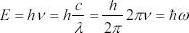 E = hν = h c/λ = h/2π 2πν = ℏω